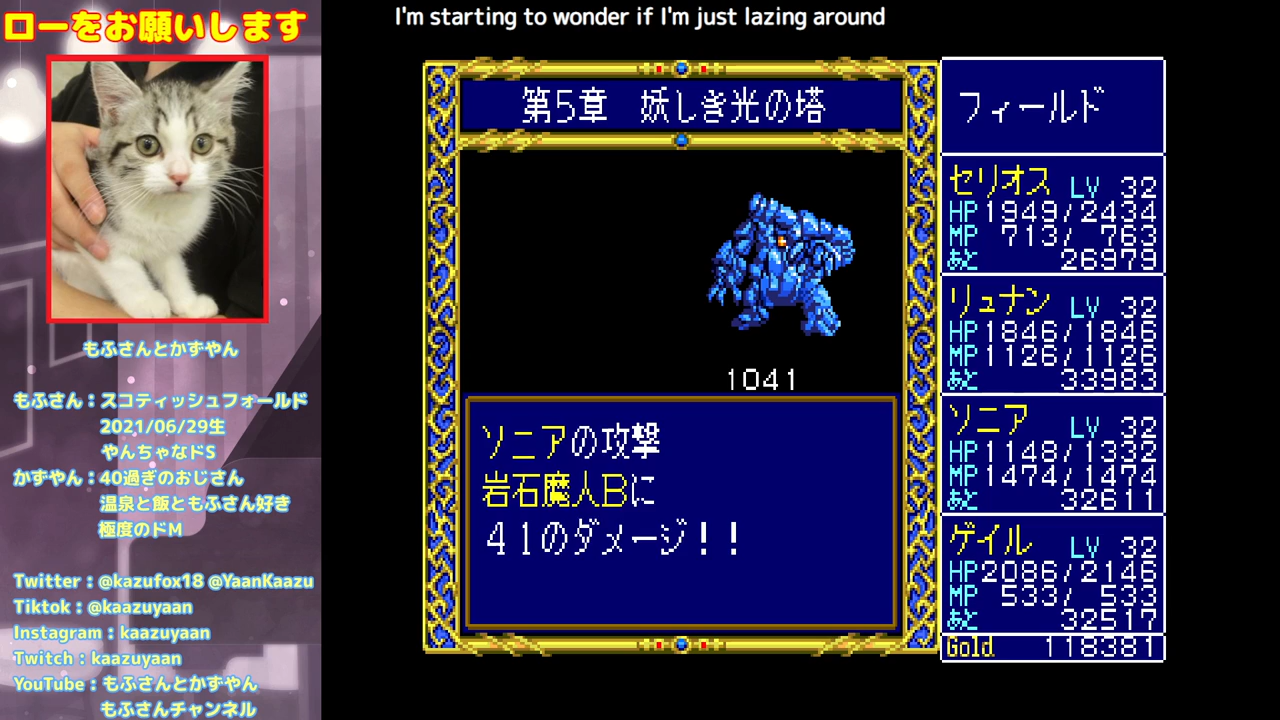 ローをお願いします
もふさんとかずやん
もふさん：スコティッシュフォールド
2021/06/29生
やんちゃなドS
かずやん：40過ぎのおじさん
温泉と飯ともふさん好き
極度のドM
Twitter：@kazufox18 @YaanKaazu
Tiktok：@kaazuyaan
Instagram：kaazuyaan
Twitch：kaazuyaan
YouTube：もふさんとかずやん
もふさんチャンネル
I'm starting to wonder if I'm just lazing around
第5章 妖しき光の塔
1041
ソニアの攻撃
岩石魔人Bに
４１のダメージ！！
フィールド
セリオス LV 32
HP1949/2434
MP 713/ 763
あと 26979
リュナン LV 32
HP1846/1846
MP1126/1126
あと 33983
ソニア LV 32
HP1148/1332
MP1474/1474
あと 32611
ゲイル LV 32
HP2086/2146
MP 533/ 533
あと 32517
Gold 118381